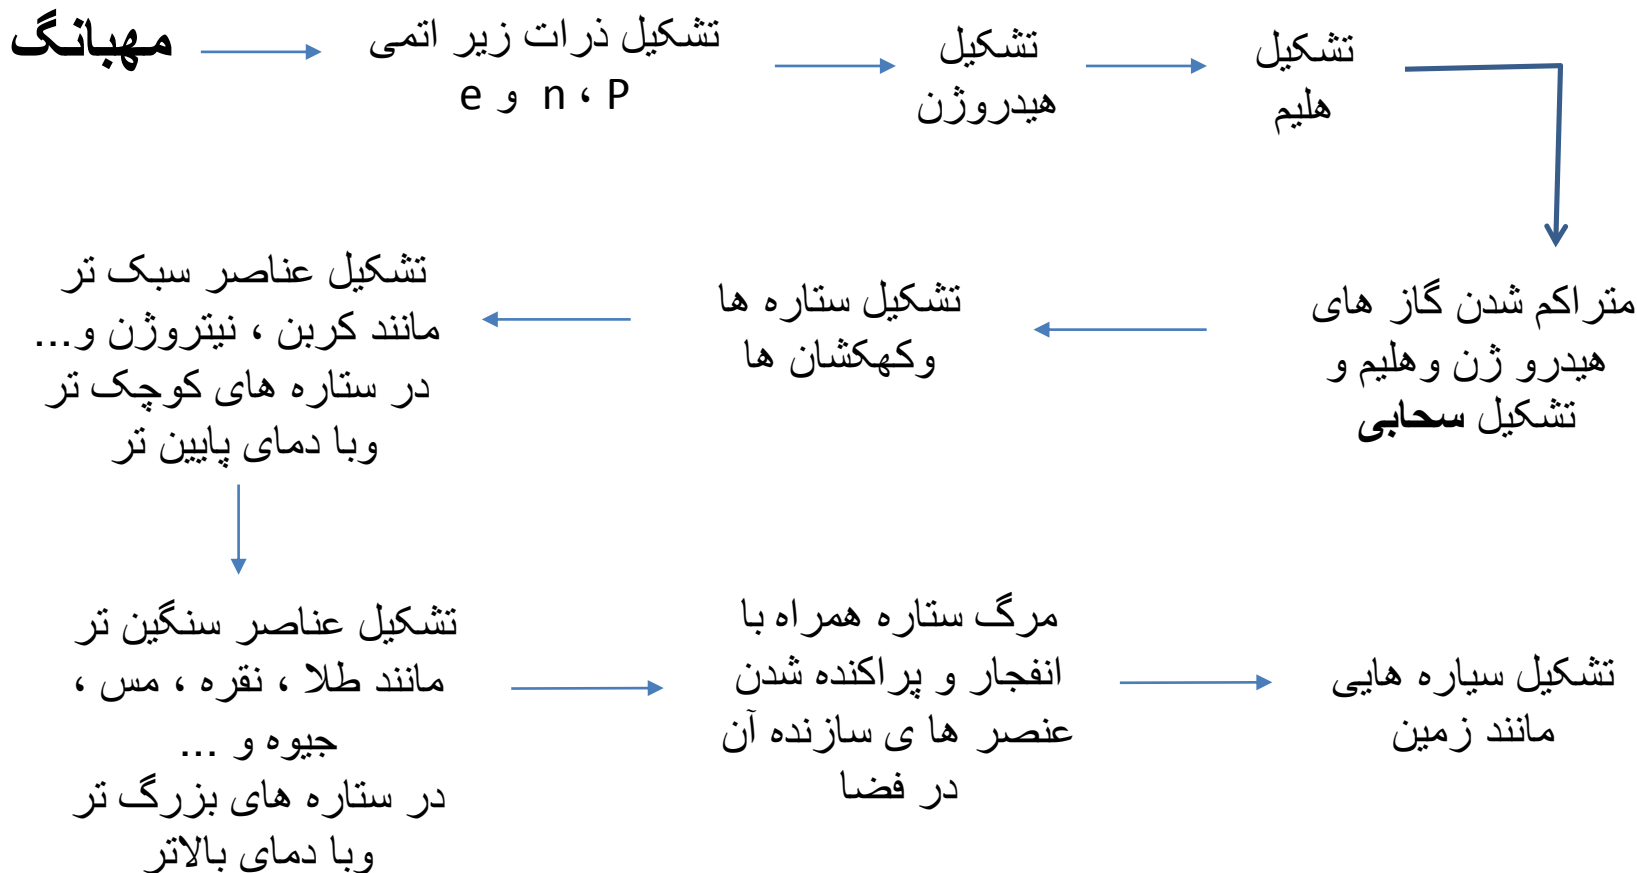 مهبانگ
تشکیل ذرات زیر اتمی
P ، n و e
تشکیل
هیدروژن
تشکیل
هلیم
متراکم شدن گاز های
هیدرو ژن وهلیم و
تشکیل سحابی
تشکیل ستاره ها
وکهکشان ها
تشکیل عناصر سبک تر
مانند کربن ، نیتروژن و...
در ستاره های کوچک تر
وبا دمای پایین تر
تشکیل عناصر سنگین تر
مانند طلا ، نقره ، مس ،
جیوه و ...
در ستاره های بزرگ تر
وبا دمای بالاتر
مرگ ستاره همراه با
انفجار و پراکنده شدن
عنصر ها ی سازنده آن
در فضا
تشکیل سیاره هایی
مانند زمین